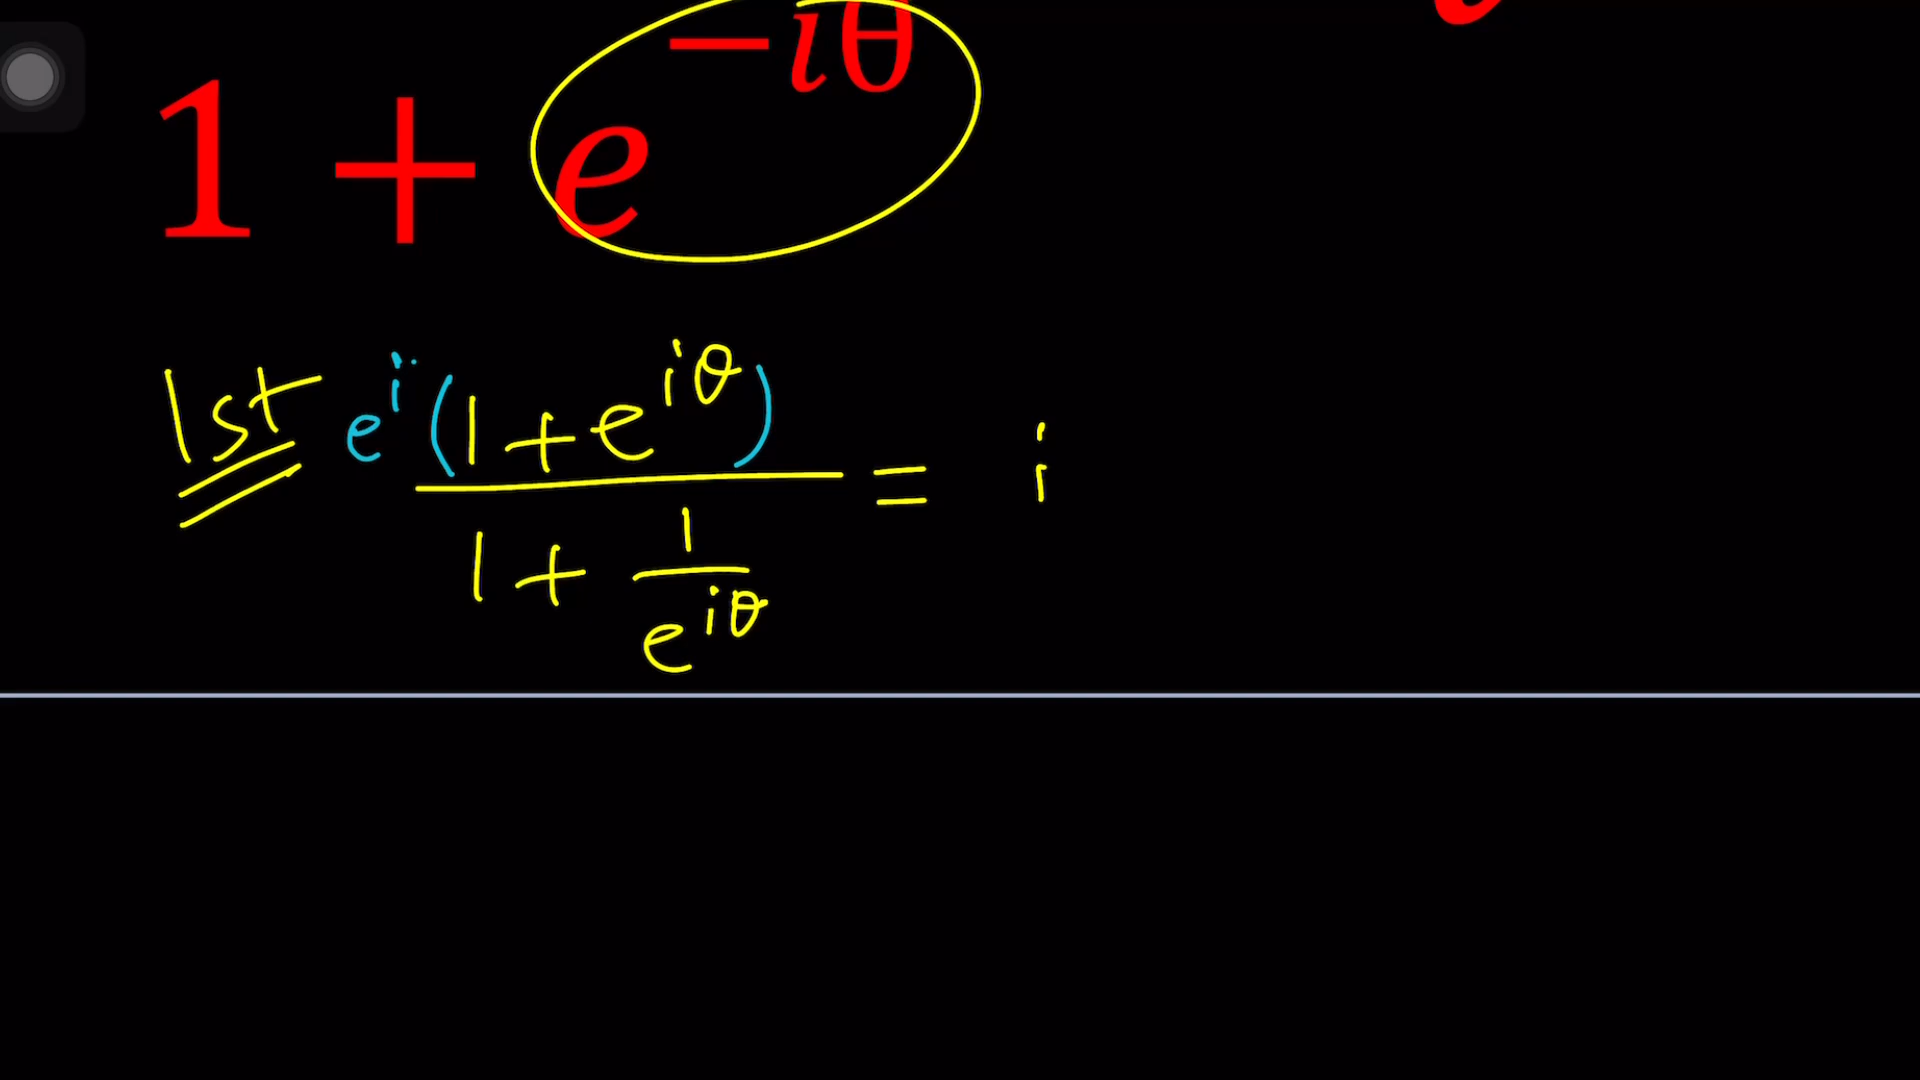 1 + e^{-iθ}
1st e^i (1 + e^{iθ}) / (1 + 1/e^{iθ}) = i